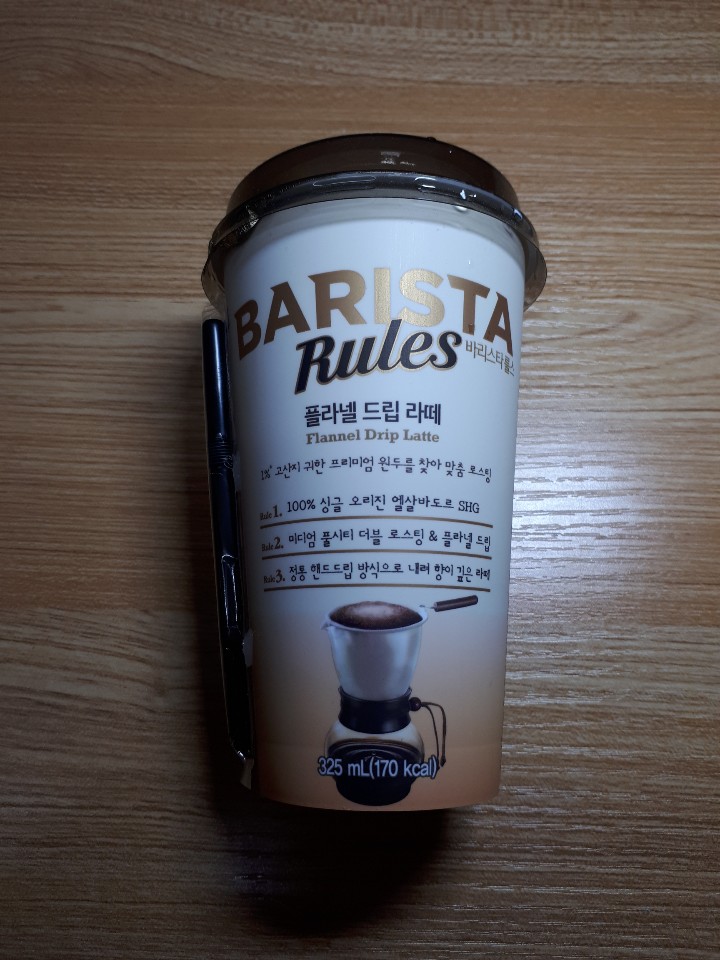 BARISTA
Rules 바리스타룰스
플라넬 드립 라떼
Flannel Drip Latte
1%* 고산지 귀한 프리미엄 원두를 찾아 맞춤 로스팅
Rule 1. 100% 싱글 오리진 엘살바도르 SHG
Rule 2. 미디엄 풀시티 더블 로스팅 & 플라넬 드립
Rule 3. 정통 핸드드립 방식으로 내려 향이 깊은 라떼
325 mL(170 kcal)